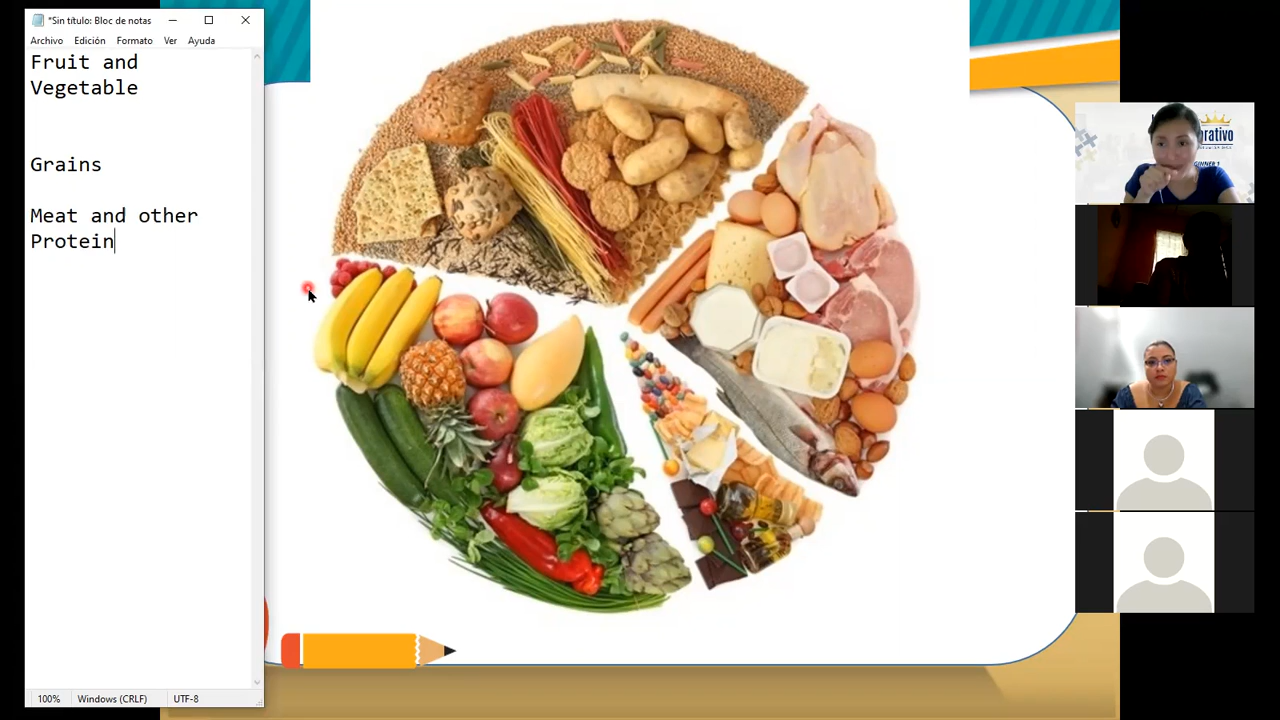 *Sin título: Bloc de notas
Archivo Edición Formato Ver Ayuda
Fruit and
Vegetable
Grains
Meat and other
Protein
100% Windows (CRLF) UTF-8